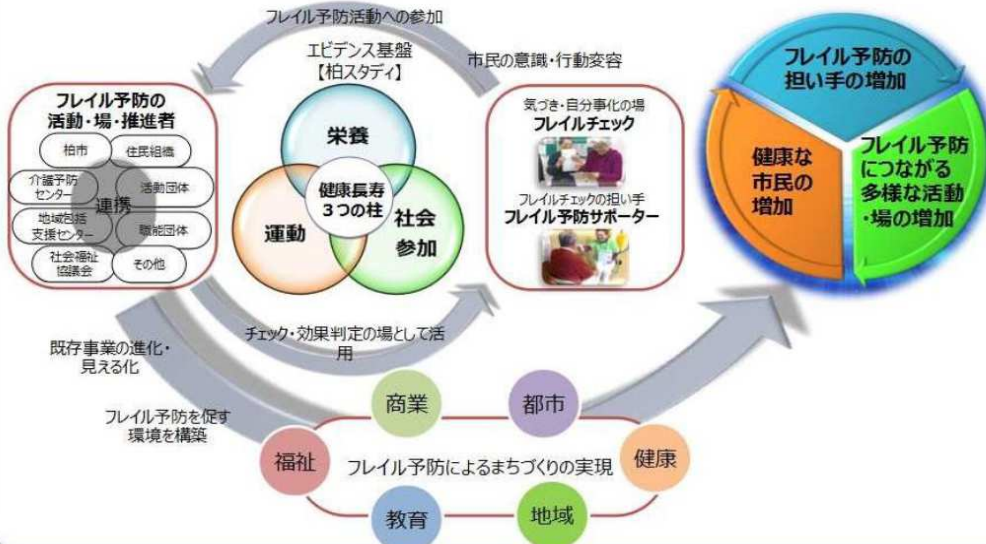 フレイル予防活動への参加
エビデンス基盤
【柏スタディ】
市民の意識・行動変容
フレイル予防の
活動・場・推進者
柏市
住民組織
介護予防
センター
活動団体
連携
地域包括
支援センター
職能団体
社会福祉
協議会
その他
栄養
健康長寿
3つの柱
運動
社会
参加
気づき・自分事化の場
フレイルチェック
フレイルチェックの担い手
フレイル予防サポーター
フレイル予防の
担い手の増加
健康な
市民の
増加
フレイル予防
につながる
多様な活動
・場の増加
チェック・効果判定の場として活
用
既存事業の進化・
見える化
フレイル予防を促す
環境を構築
商業
都市
福祉
フレイル予防によるまちづくりの実現
健康
教育
地域